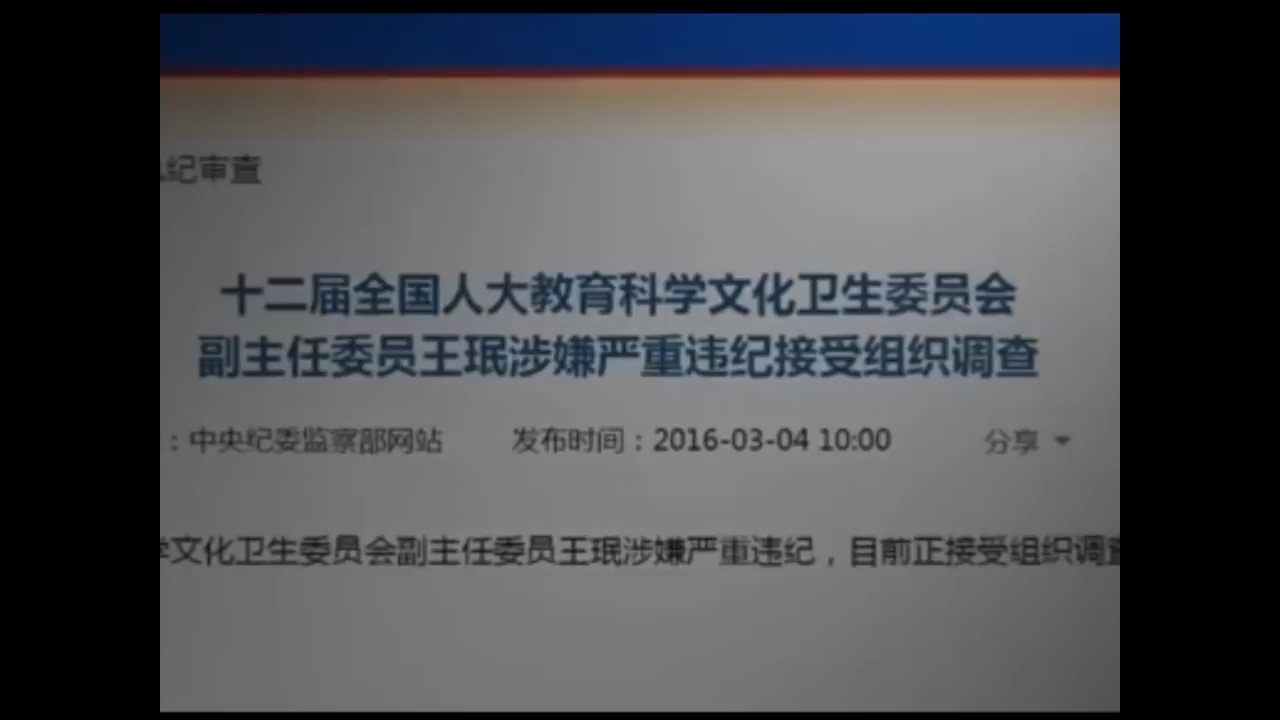 纪审查
十二届全国人大教育科学文化卫生委员会
副主任委员王珉涉嫌严重违纪接受组织调查
：中央纪委监察部网站 发布时间：2016-03-04 10:00 分享
文化卫生委员会副主任委员王珉涉嫌严重违纪，目前正接受组织调查